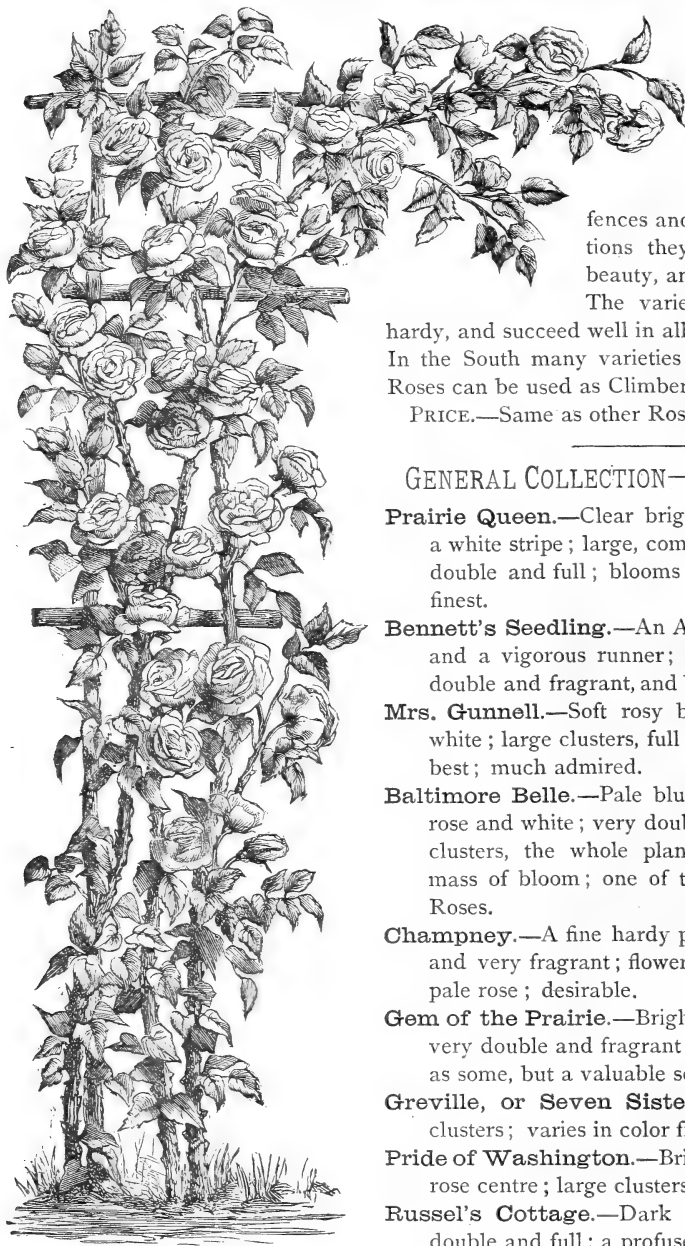 fences and
tions they
beauty, an
The varie
hardy, and succeed well in all
In the South many varieties
Roses can be used as Climber
PRICE.—Same as other Ros
GENERAL COLLECTION—
Prairie Queen.—Clear brig
a white stripe; large, com
double and full; blooms
finest.
Bennett's Seedling.—An A
and a vigorous runner;
double and fragrant, and
Mrs. Gunnell.—Soft rosy b
white; large clusters, full
best; much admired.
Baltimore Belle.—Pale blu
rose and white; very doub
clusters, the whole plan
mass of bloom; one of t
Roses.
Champney.—A fine hardy p
and very fragrant; flower
pale rose; desirable.
Gem of the Prairie.—Brigh
very double and fragrant
as some, but a valuable so
Greville, or Seven Siste
clusters; varies in color f
Pride of Washington.—Bri
rose centre; large clusters
Russel's Cottage.—Dark
double and full; a profuse